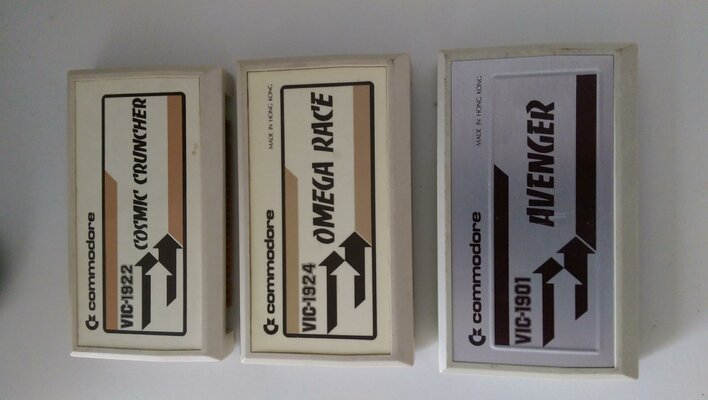 commodore
VIC-1922
COSMIC CRUNCHER
commodore
MADE IN HONG KONG
VIC-1924
OMEGA RACE
commodore
MADE IN HONG KONG
VIC-1901
AVENGER